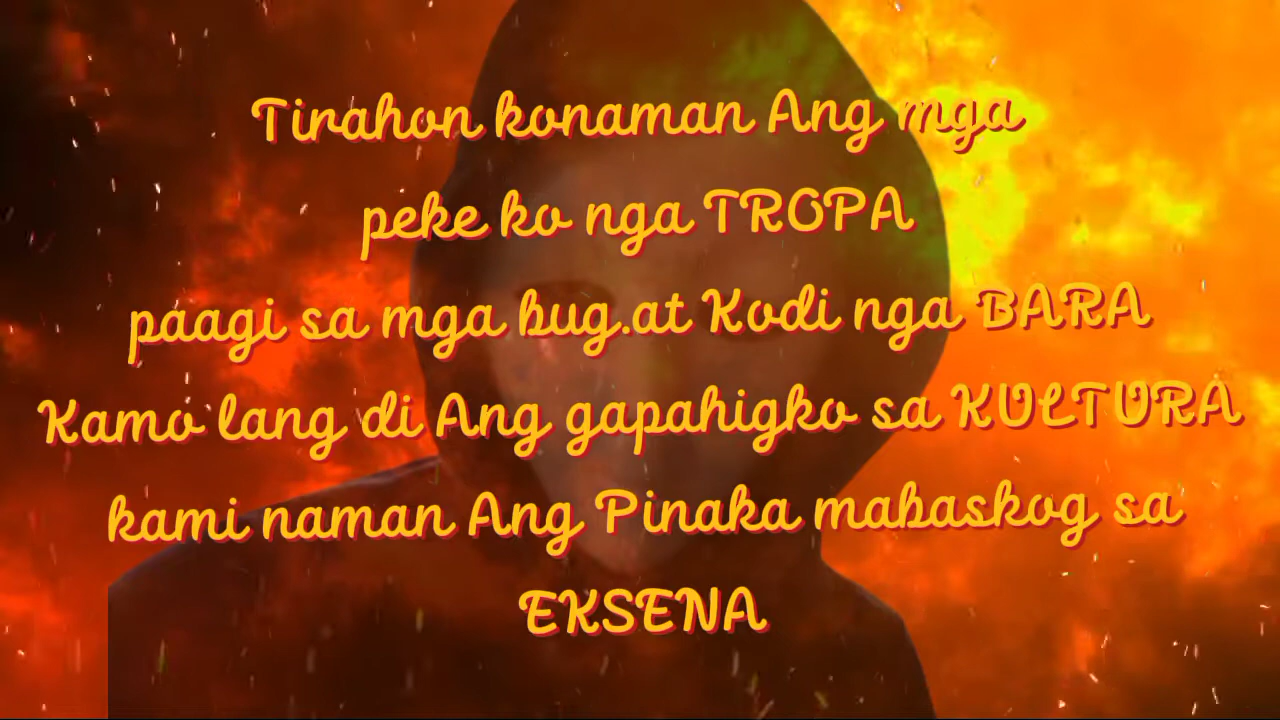 Tirahon konaman Ang mga
peke ko nga TROPA
paagi sa mga bug.at Kodi nga BARA
Kamo lang di Ang gapahigko sa KULTURA
kami naman Ang Pinaka mabaskog sa
EKSENA